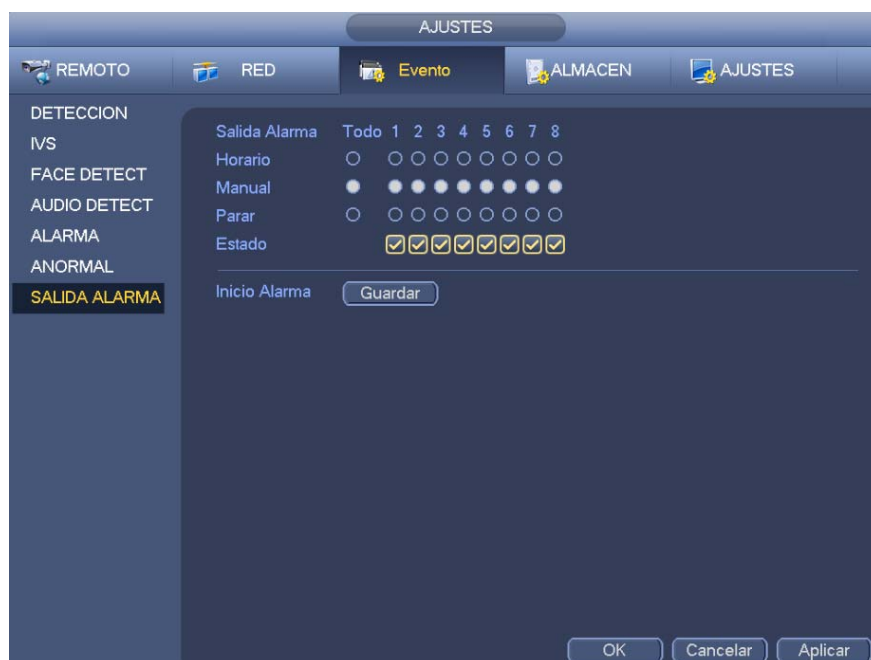 AJUSTES
REMOTO RED Evento ALMACEN AJUSTES
DETECCION
IVS
FACE DETECT
AUDIO DETECT
ALARMA
ANORMAL
SALIDA ALARMA
Salida Alarma Todo 1 2 3 4 5 6 7 8
Horario
Manual
Parar
Estado
Inicio Alarma Guardar
OK Cancelar Aplicar